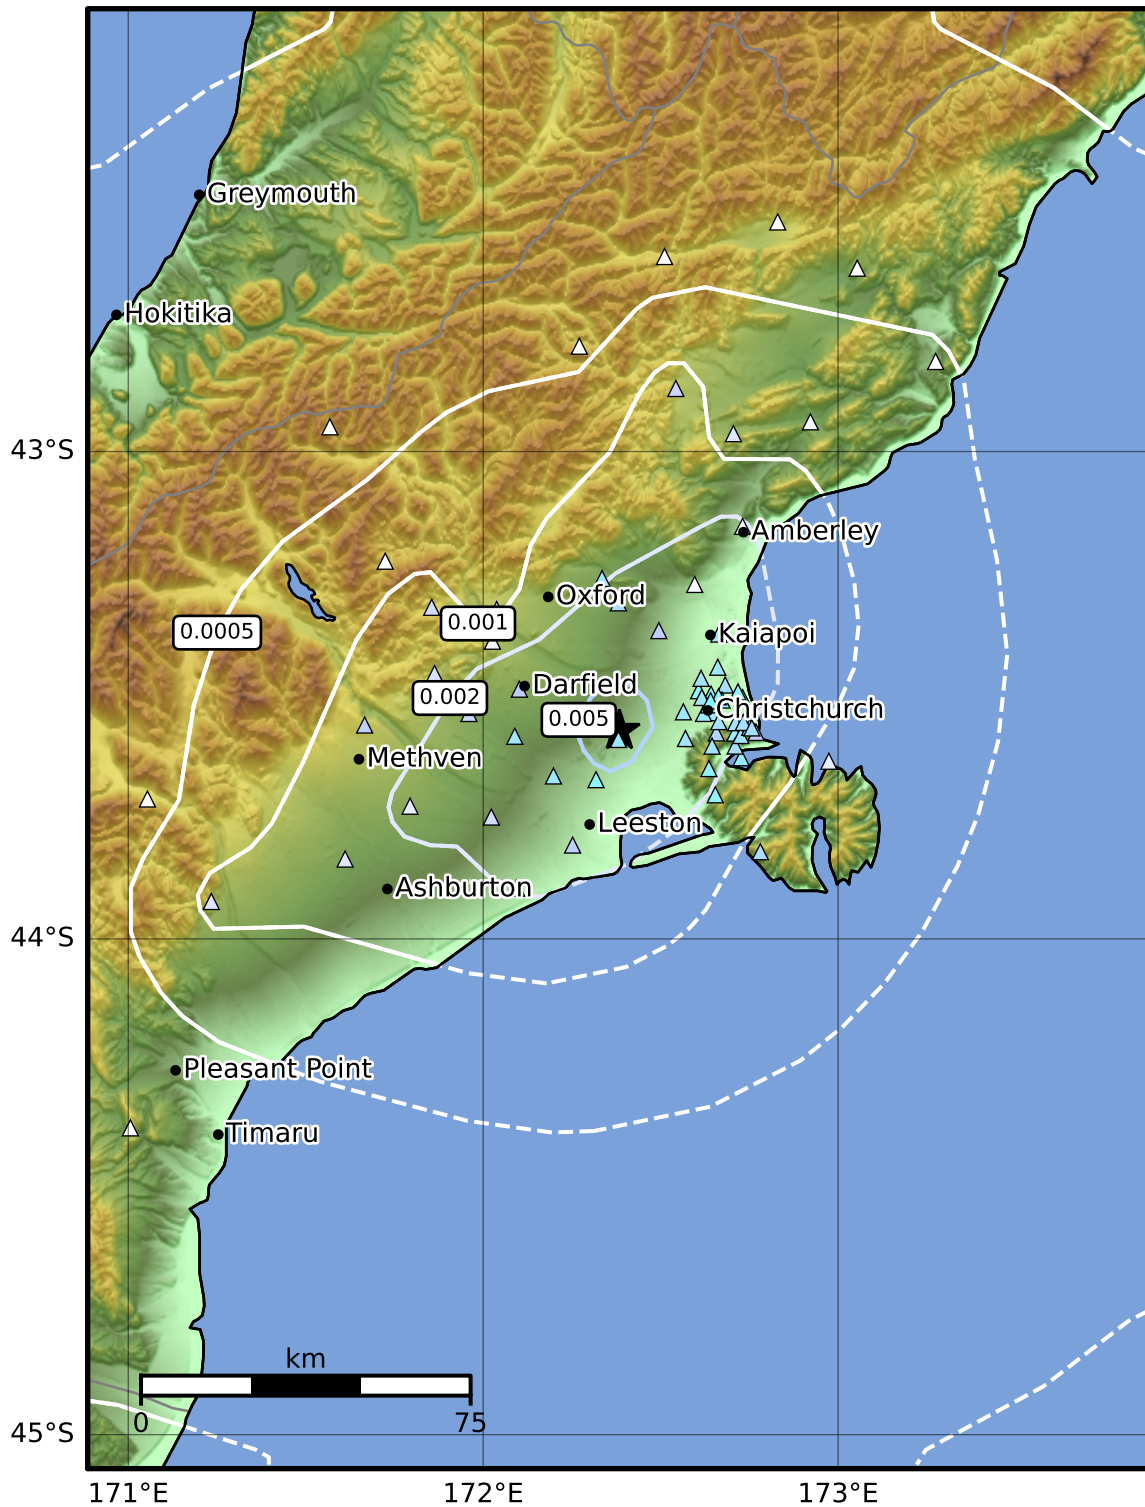 Greymouth
Hokitika
43°S
Amberley
Oxford
0.0005
0.001
Kaiapoi
Darfield
0.002
0.005
Christchurch
Methven
Leeston
Ashburton
44°S
Pleasant Point
Timaru
km
0
75
45°S
171°E
172°E
173°E